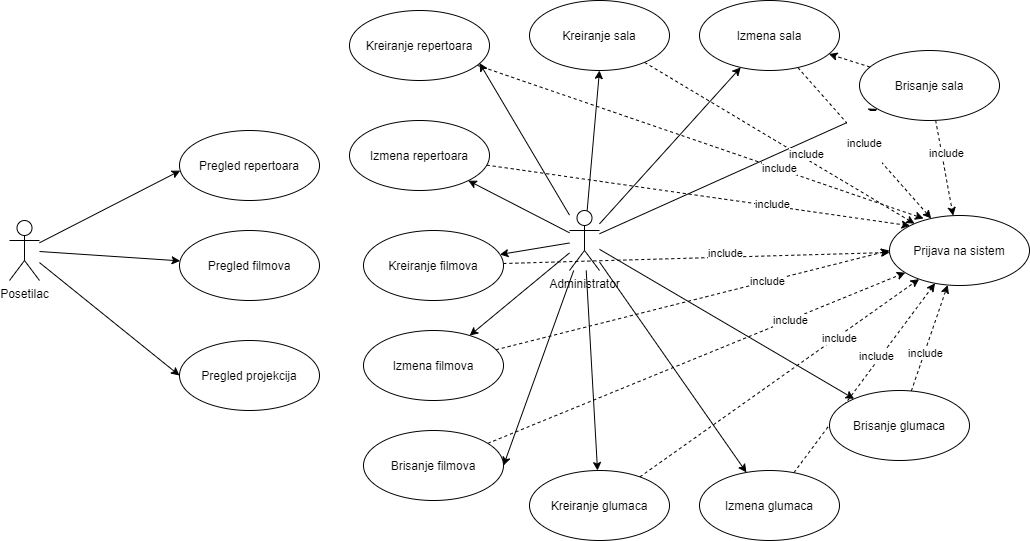 Kreiranje repertoara
Kreiranje sala
Izmena sala
Brisanje sala
Pregled repertoara
Izmena repertoara
include
include
include
include
include
Posetilac
Pregled filmova
Kreiranje filmova
Administrator
include
Prijava na sistem
include
include
include
include
include
Pregled projekcija
Izmena filmova
Brisanje filmova
Brisanje glumaca
Kreiranje glumaca
Izmena glumaca